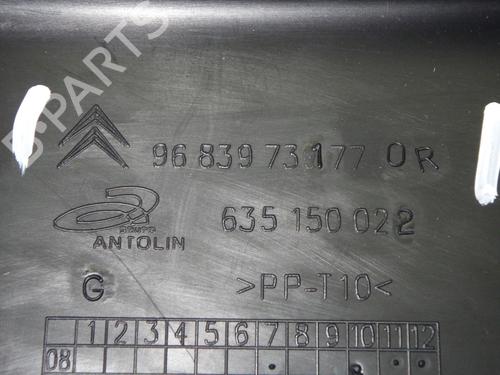 B-PARTS
96 839 73 177 0R
GRUPO
ANTOLIN
635 150 022
G
>PP-T10<
1 2 3 4 5 6 7 8 9 10 11 12
08